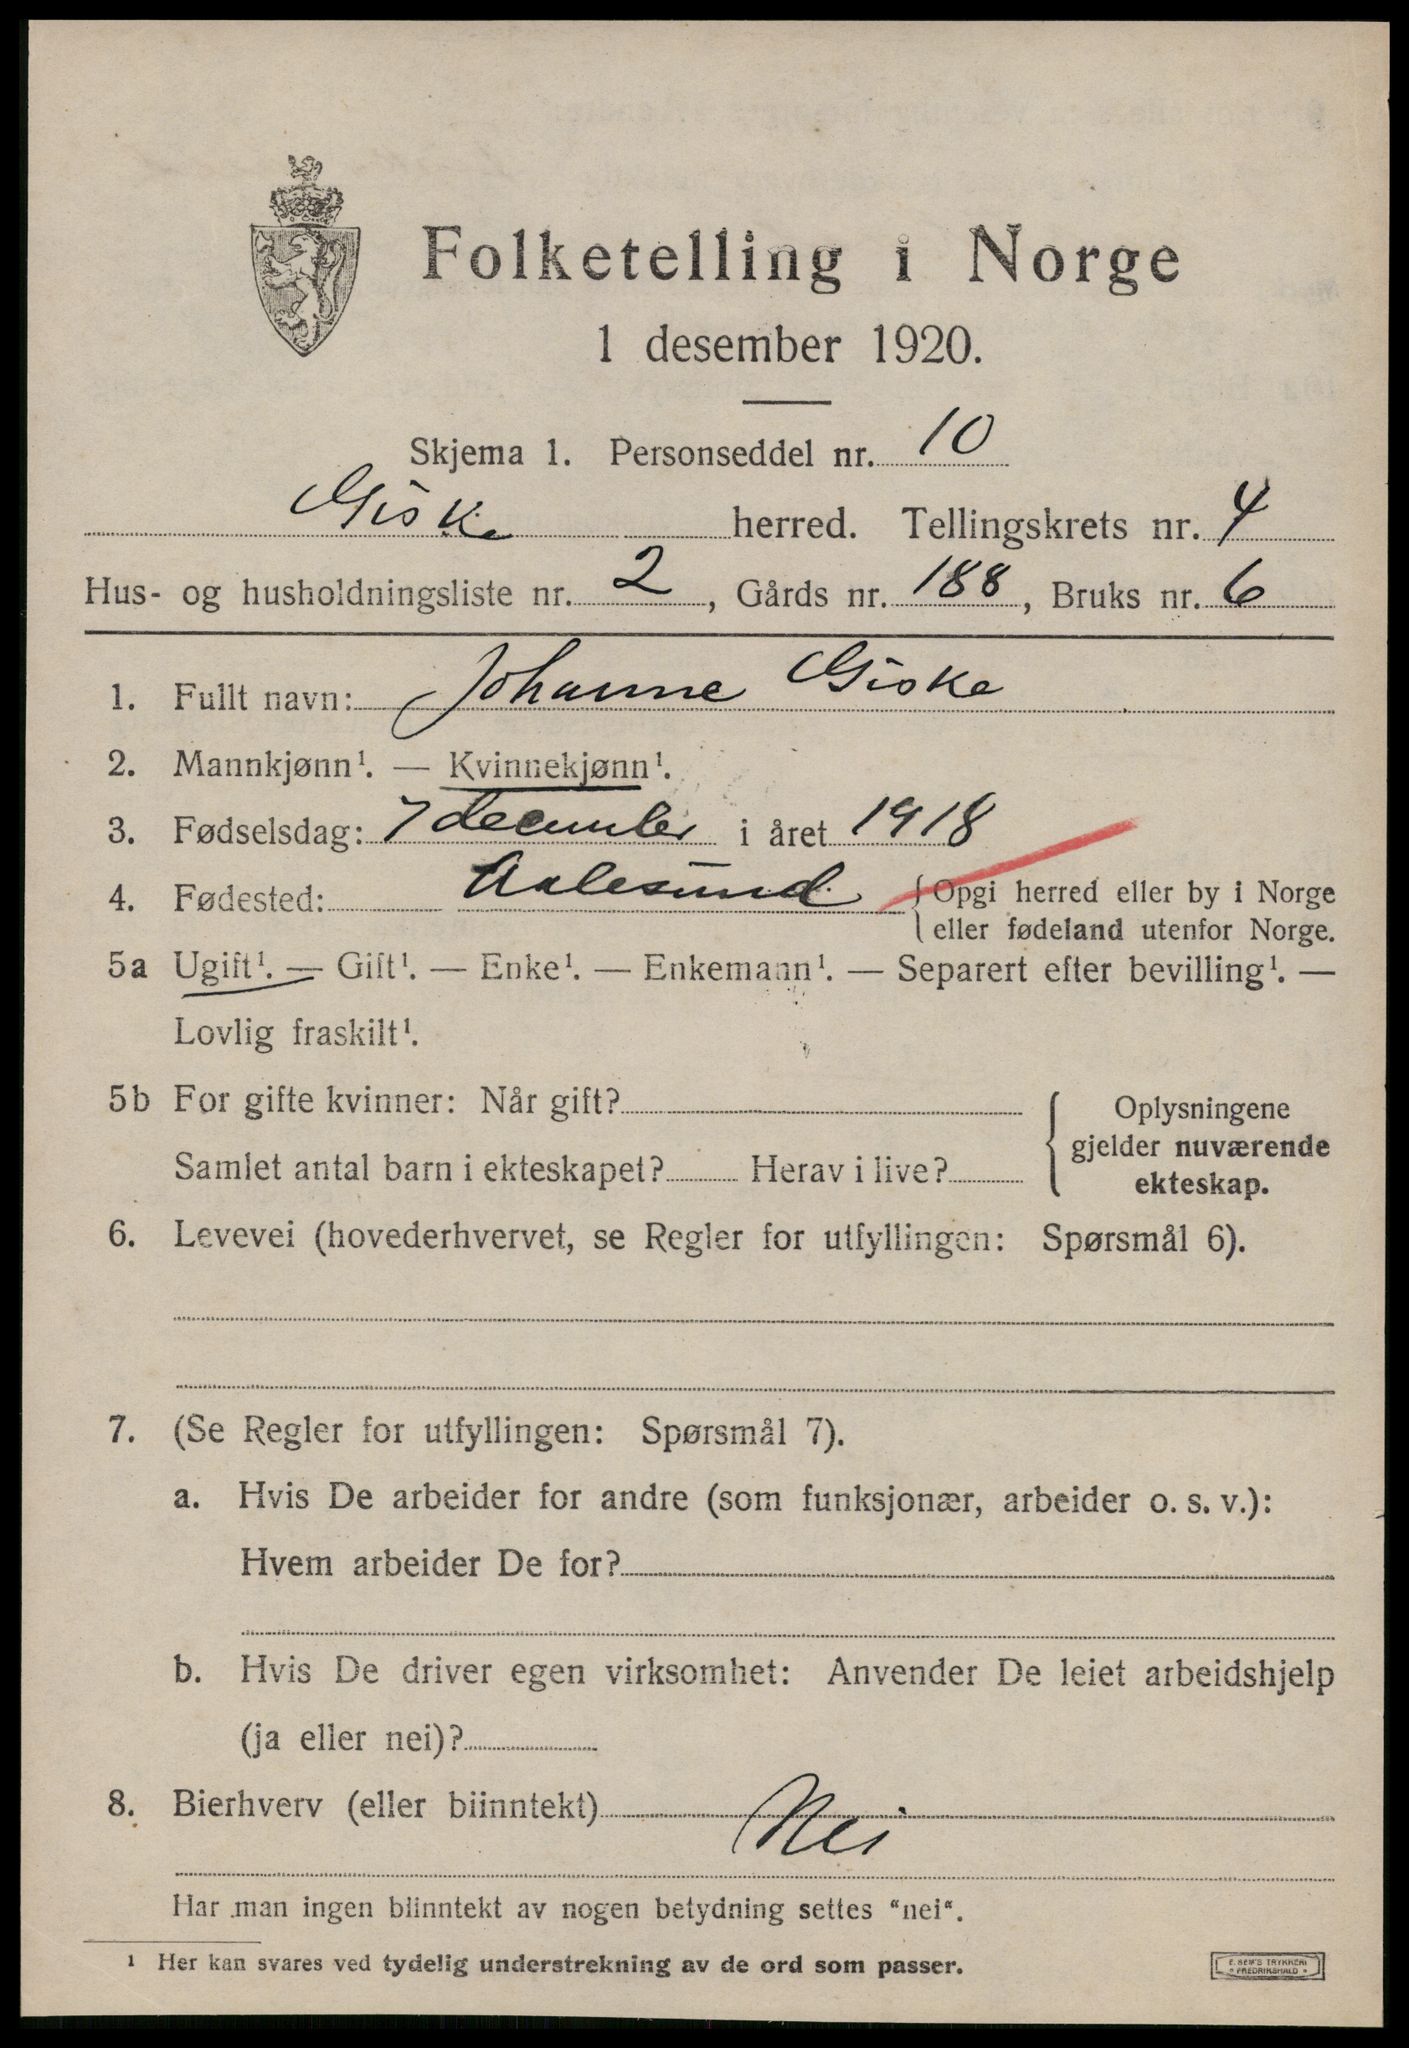 Folketelling i Norge
1 desember 1920.
Skjema 1. Personseddel nr. 10
Giske herred. Tellingskrets nr. 4
Hus- og husholdningsliste nr. 2, Gårds nr. 188, Bruks nr. 6
1. Fullt navn: Johanne Giske
2. Mannkjønn¹. — Kvinnekjønn¹.
3. Fødselsdag: 7 december i året 1918
4. Fødested: Aalesund {Opgi herred eller by i Norge
eller fødeland utenfor Norge.
5a Ugift¹. — Gift¹. — Enke¹. — Enkemann¹. — Separert efter bevilling¹. —
Lovlig fraskilt¹.
5b For gifte kvinner: Når gift? { Oplysningene
gjelder nuværende
Samlet antal barn i ekteskapet? Herav i live?
ekteskap.
6. Levevei (hovederhvervet, se Regler for utfyllingen: Spørsmål 6).
7. (Se Regler for utfyllingen: Spørsmål 7).
a. Hvis De arbeider for andre (som funksjonær, arbeider o. s. v.):
Hvem arbeider De for?
b. Hvis De driver egen virksomhet: Anvender De leiet arbeidshjelp
(ja eller nei)?
8. Bierhverv (eller biinntekt) Nei
Har man ingen biinntekt av nogen betydning settes "nei".
¹ Her kan svares ved tydelig understrekning av de ord som passer.
E. SEM'S TRYKKERI
FREDRIKSHALD